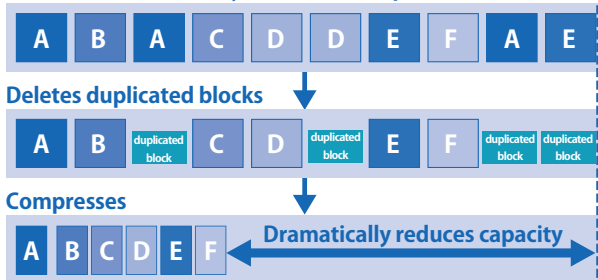 A B A C D D E F A E
Deletes duplicated blocks
A B duplicated block C D duplicated block E F duplicated block duplicated block
Compresses
A B C D E F Dramatically reduces capacity